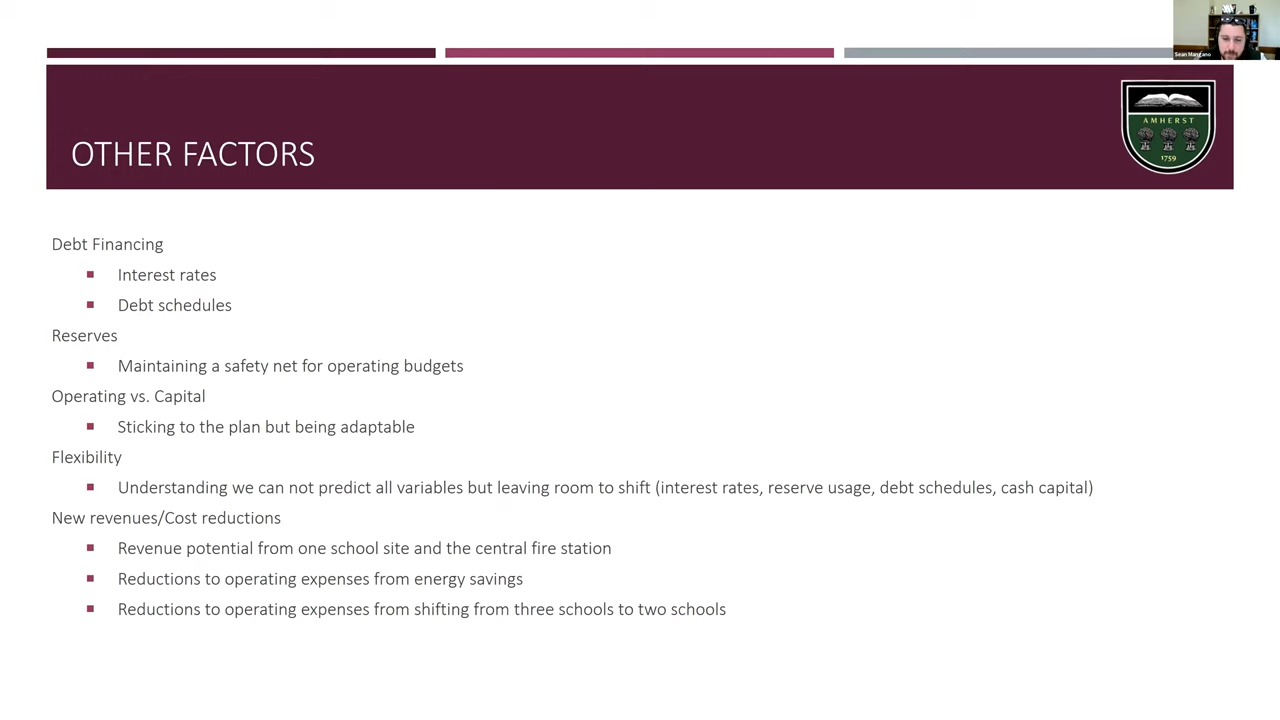 Sean Mangano
OTHER FACTORS
AMHERST
1759
Debt Financing
Interest rates
Debt schedules
Reserves
Maintaining a safety net for operating budgets
Operating vs. Capital
Sticking to the plan but being adaptable
Flexibility
Understanding we can not predict all variables but leaving room to shift (interest rates, reserve usage, debt schedules, cash capital)
New revenues/Cost reductions
Revenue potential from one school site and the central fire station
Reductions to operating expenses from energy savings
Reductions to operating expenses from shifting from three schools to two schools